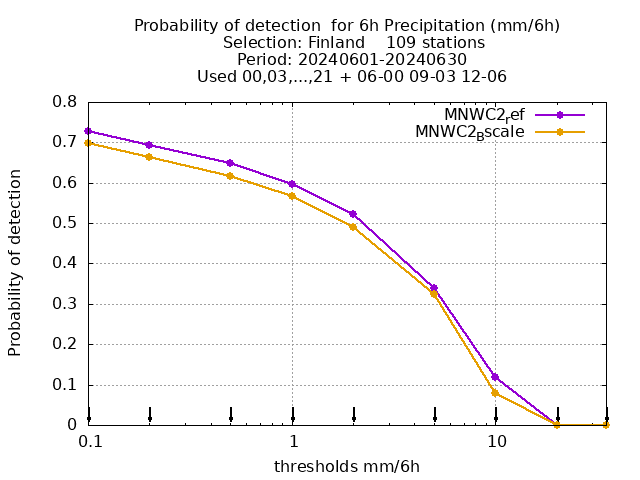 Probability of detection  for 6h Precipitation (mm/6h)
Selection: Finland    109 stations
Period: 20240601-20240630
Used 00,03,...,21 + 06-00 09-03 12-06
MNWC2ref
MNWC2Bscale
0.8
0.7
0.6
0.5
0.4
0.3
0.2
0.1
0
Probability of detection
0.1 1 10
thresholds mm/6h